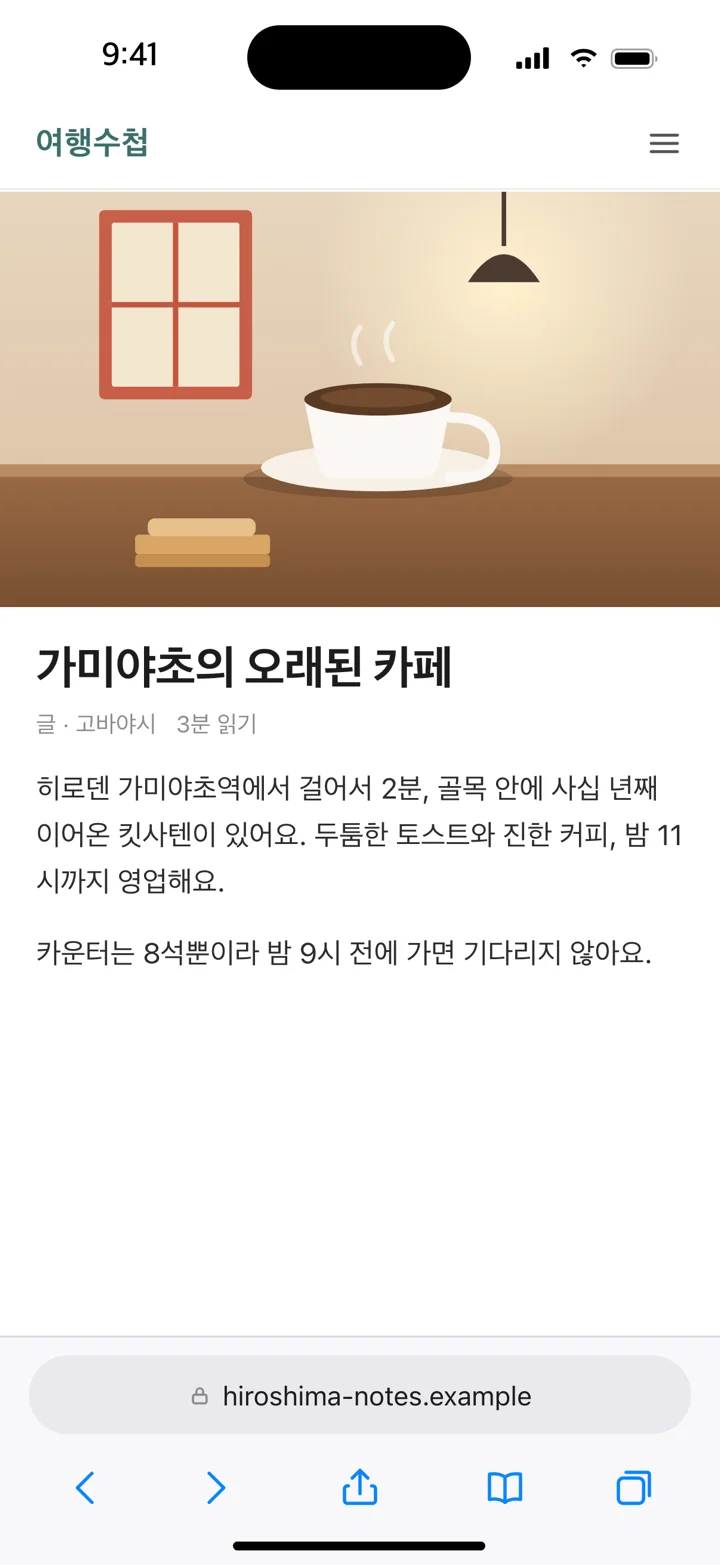 9:41
여행수첩
가미야초의 오래된 카페
글 · 고바야시 3분 읽기
히로덴 가미야초역에서 걸어서 2분, 골목 안에 사십 년째
이어온 킷사텐이 있어요. 두툼한 토스트와 진한 커피, 밤 11
시까지 영업해요.
카운터는 8석뿐이라 밤 9시 전에 가면 기다리지 않아요.
hiroshima-notes.example